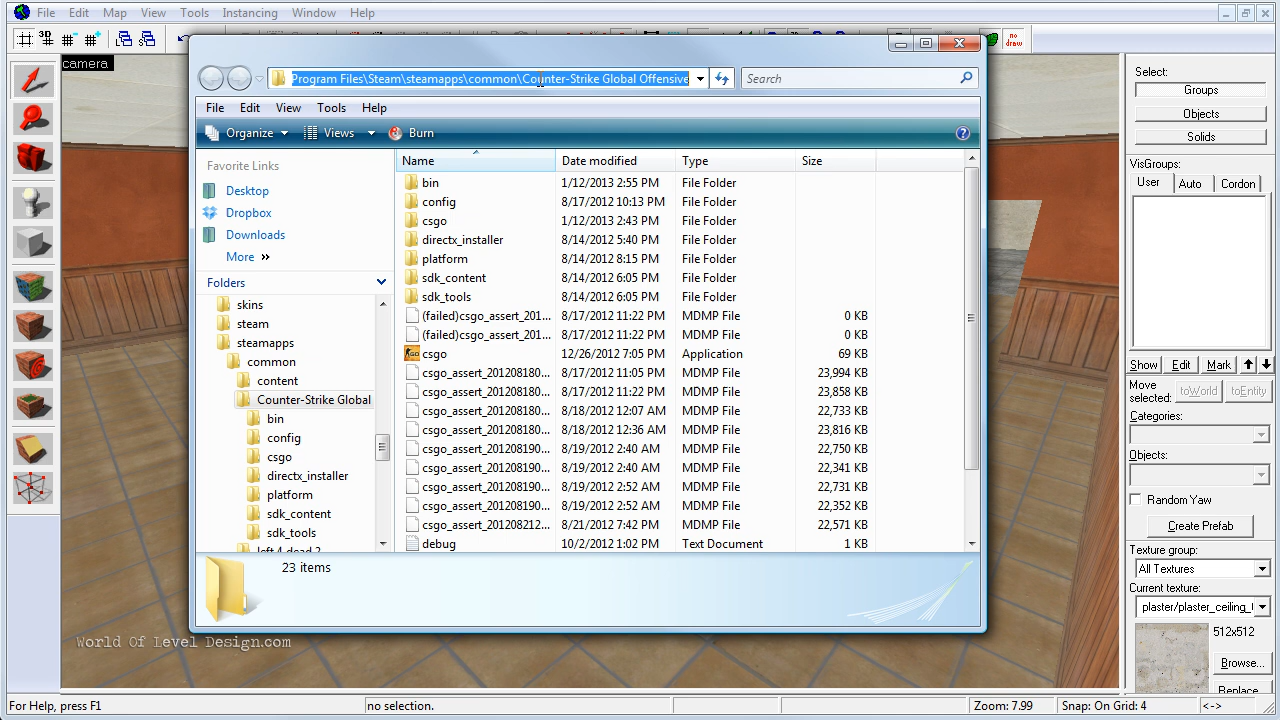 File Edit Map View Tools Instancing Window Help
camera
no draw
Program Files\Steam\steamapps\common\Counter-Strike Global Offensive
Search
File Edit View Tools Help
Organize Views Burn
Favorite Links
Desktop
Dropbox
Downloads
More »
Folders
skins
steam
steamapps
common
content
Counter-Strike Global
bin
config
csgo
directx_installer
platform
sdk_content
sdk_tools
left 4 dead 2
Name Date modified Type Size
bin 1/12/2013 2:55 PM File Folder
config 8/17/2012 10:13 PM File Folder
csgo 1/12/2013 2:43 PM File Folder
directx_installer 8/14/2012 5:40 PM File Folder
platform 8/14/2012 8:15 PM File Folder
sdk_content 8/14/2012 6:05 PM File Folder
sdk_tools 8/14/2012 6:05 PM File Folder
(failed)csgo_assert_201... 8/17/2012 11:22 PM MDMP File 0 KB
(failed)csgo_assert_201... 8/17/2012 11:22 PM MDMP File 0 KB
csgo 12/26/2012 7:05 PM Application 69 KB
csgo_assert_201208180... 8/17/2012 11:05 PM MDMP File 23,994 KB
csgo_assert_201208180... 8/17/2012 11:22 PM MDMP File 23,858 KB
csgo_assert_201208180... 8/18/2012 12:07 AM MDMP File 22,733 KB
csgo_assert_201208180... 8/18/2012 12:36 AM MDMP File 23,816 KB
csgo_assert_201208190... 8/19/2012 2:40 AM MDMP File 22,750 KB
csgo_assert_201208190... 8/19/2012 2:40 AM MDMP File 22,341 KB
csgo_assert_201208190... 8/19/2012 2:52 AM MDMP File 22,731 KB
csgo_assert_201208190... 8/19/2012 2:52 AM MDMP File 22,352 KB
csgo_assert_201208212... 8/21/2012 7:42 PM MDMP File 22,571 KB
debug 10/2/2012 1:02 PM Text Document 1 KB
23 items
World Of Level Design.com
Select:
Groups
Objects
Solids
VisGroups:
User Auto Cordon
Show Edit Mark
Move selected: toWorld toEntity
Categories:
Objects:
Random Yaw
Create Prefab
Texture group:
All Textures
Current texture:
plaster/plaster_ceiling_
512x512
Browse...
Replace
For Help, press F1 no selection. Zoom: 7.99 Snap: On Grid: 4 <->